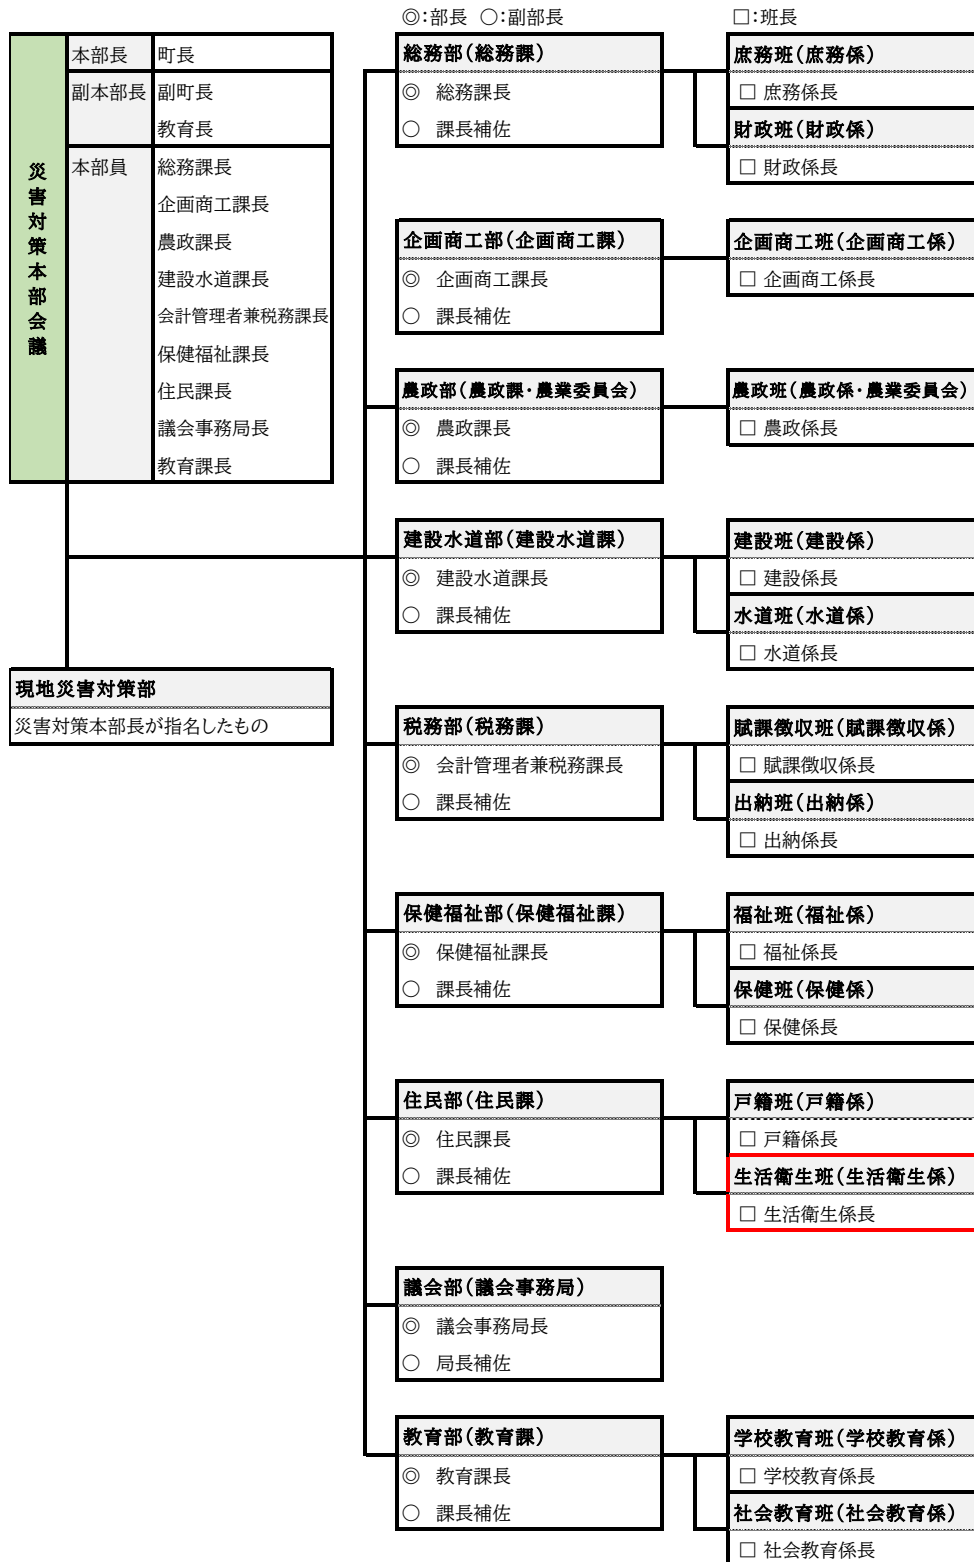 ◎:部長 ○:副部長
□:班長
災害対策本部会議
本部長 町長
副本部長 副町長
教育長
本部員 総務課長
企画商工課長
農政課長
建設水道課長
会計管理者兼税務課長
保健福祉課長
住民課長
議会事務局長
教育課長
現地災害対策部
災害対策本部長が指名したもの
総務部(総務課)
◎ 総務課長
○ 課長補佐
庶務班(庶務係)
□ 庶務係長
財政班(財政係)
□ 財政係長
企画商工部(企画商工課)
◎ 企画商工課長
○ 課長補佐
企画商工班(企画商工係)
□ 企画商工係長
農政部(農政課・農業委員会)
◎ 農政課長
○ 課長補佐
農政班(農政係・農業委員会)
□ 農政係長
建設水道部(建設水道課)
◎ 建設水道課長
○ 課長補佐
建設班(建設係)
□ 建設係長
水道班(水道係)
□ 水道係長
税務部(税務課)
◎ 会計管理者兼税務課長
○ 課長補佐
賦課徴収班(賦課徴収係)
□ 賦課徴収係長
出納班(出納係)
□ 出納係長
保健福祉部(保健福祉課)
◎ 保健福祉課長
○ 課長補佐
福祉班(福祉係)
□ 福祉係長
保健班(保健係)
□ 保健係長
住民部(住民課)
◎ 住民課長
○ 課長補佐
戸籍班(戸籍係)
□ 戸籍係長
生活衛生班(生活衛生係)
□ 生活衛生係長
議会部(議会事務局)
◎ 議会事務局長
○ 局長補佐
教育部(教育課)
◎ 教育課長
○ 課長補佐
学校教育班(学校教育係)
□ 学校教育係長
社会教育班(社会教育係)
□ 社会教育係長